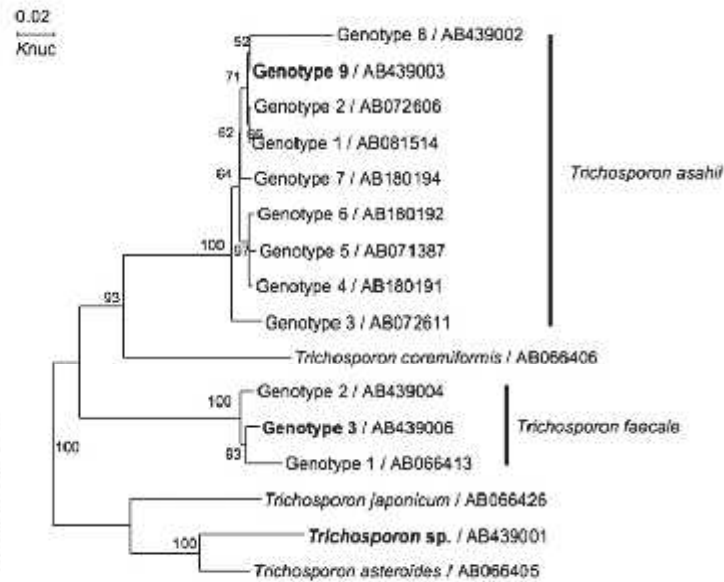 0.02
Knuc
52
Genotype 8 / AB439002
71
Genotype 9 / AB439003
Genotype 2 / AB072606
62
Genotype 1 / AB081514
64
Genotype 7 / AB180194
Trichosporon asahii
Genotype 6 / AB180192
100
97
Genotype 5 / AB071387
Genotype 4 / AB180191
93
Genotype 3 / AB072611
Trichosporon coremiformis / AB066406
100
Genotype 2 / AB439004
Genotype 3 / AB439006
Trichosporon faecale
100
83
Genotype 1 / AB066413
Trichosporon japonicum / AB066426
Trichosporon sp. / AB439001
100
Trichosporon asteroides / AB066405